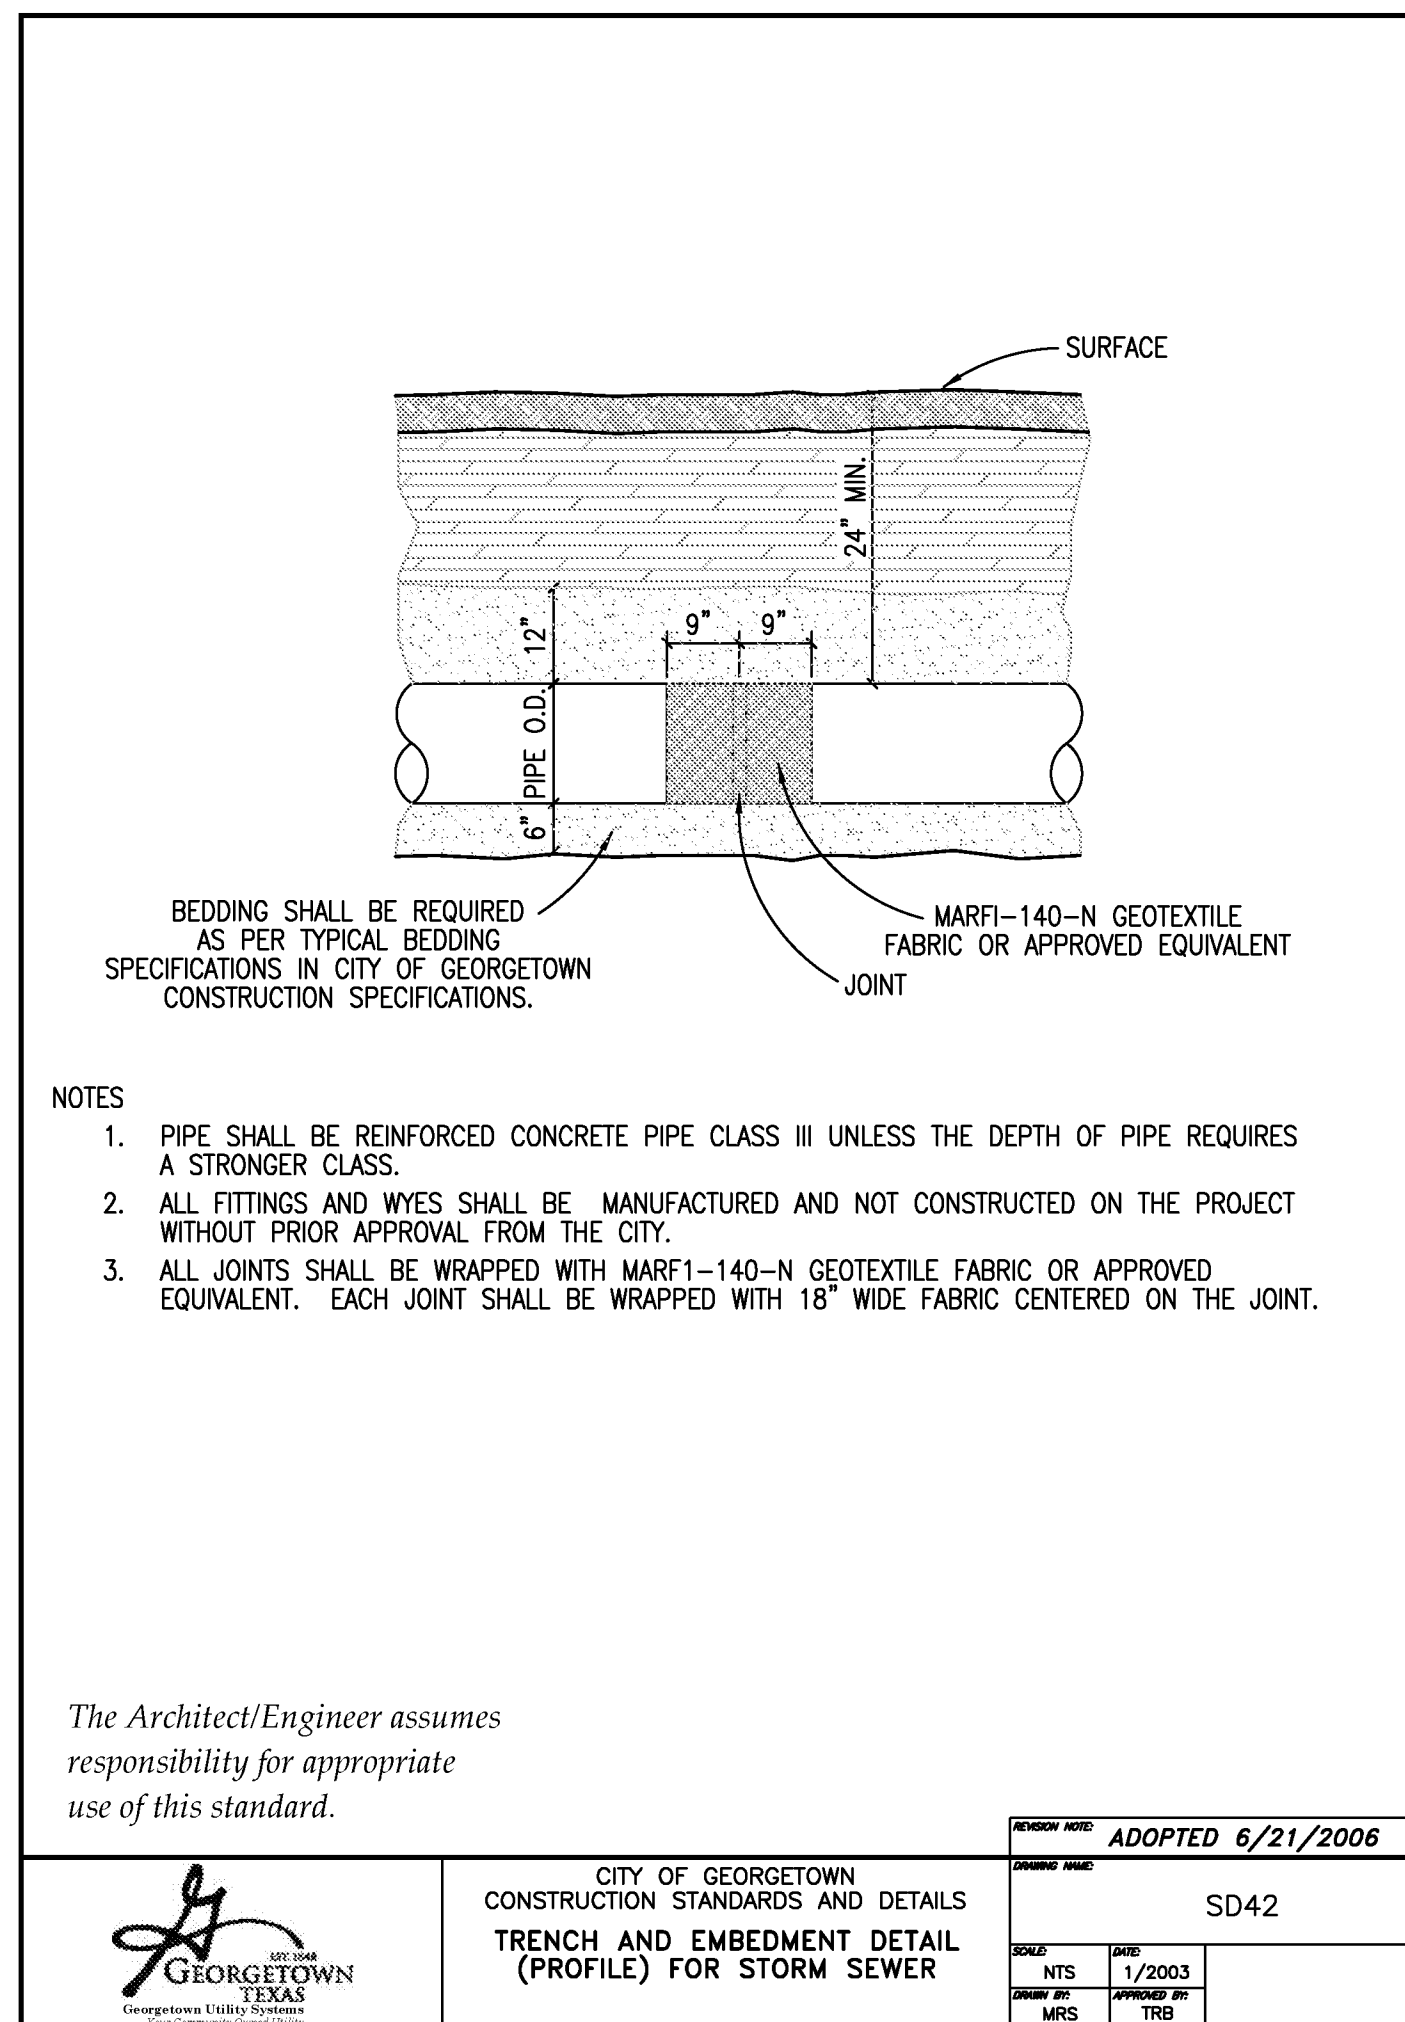 SURFACE
24" MIN.
12"
9" 9"
PIPE O.D.
6"
BEDDING SHALL BE REQUIRED
AS PER TYPICAL BEDDING
SPECIFICATIONS IN CITY OF GEORGETOWN
CONSTRUCTION SPECIFICATIONS.
MARFI-140-N GEOTEXTILE
FABRIC OR APPROVED EQUIVALENT
JOINT
NOTES
1. PIPE SHALL BE REINFORCED CONCRETE PIPE CLASS III UNLESS THE DEPTH OF PIPE REQUIRES
A STRONGER CLASS.
2. ALL FITTINGS AND WYES SHALL BE MANUFACTURED AND NOT CONSTRUCTED ON THE PROJECT
WITHOUT PRIOR APPROVAL FROM THE CITY.
3. ALL JOINTS SHALL BE WRAPPED WITH MARF1-140-N GEOTEXTILE FABRIC OR APPROVED
EQUIVALENT. EACH JOINT SHALL BE WRAPPED WITH 18" WIDE FABRIC CENTERED ON THE JOINT.
The Architect/Engineer assumes
responsibility for appropriate
use of this standard.
REVISION NOTE: ADOPTED 6/21/2006
EST. 1848
GEORGETOWN
TEXAS
Georgetown Utility Systems
Your Community Owned Utility
CITY OF GEORGETOWN
CONSTRUCTION STANDARDS AND DETAILS
TRENCH AND EMBEDMENT DETAIL
(PROFILE) FOR STORM SEWER
DRAWING NAME:
SD42
SCALE: DATE:
NTS 1/2003
DRAWN BY: APPROVED BY:
MRS TRB